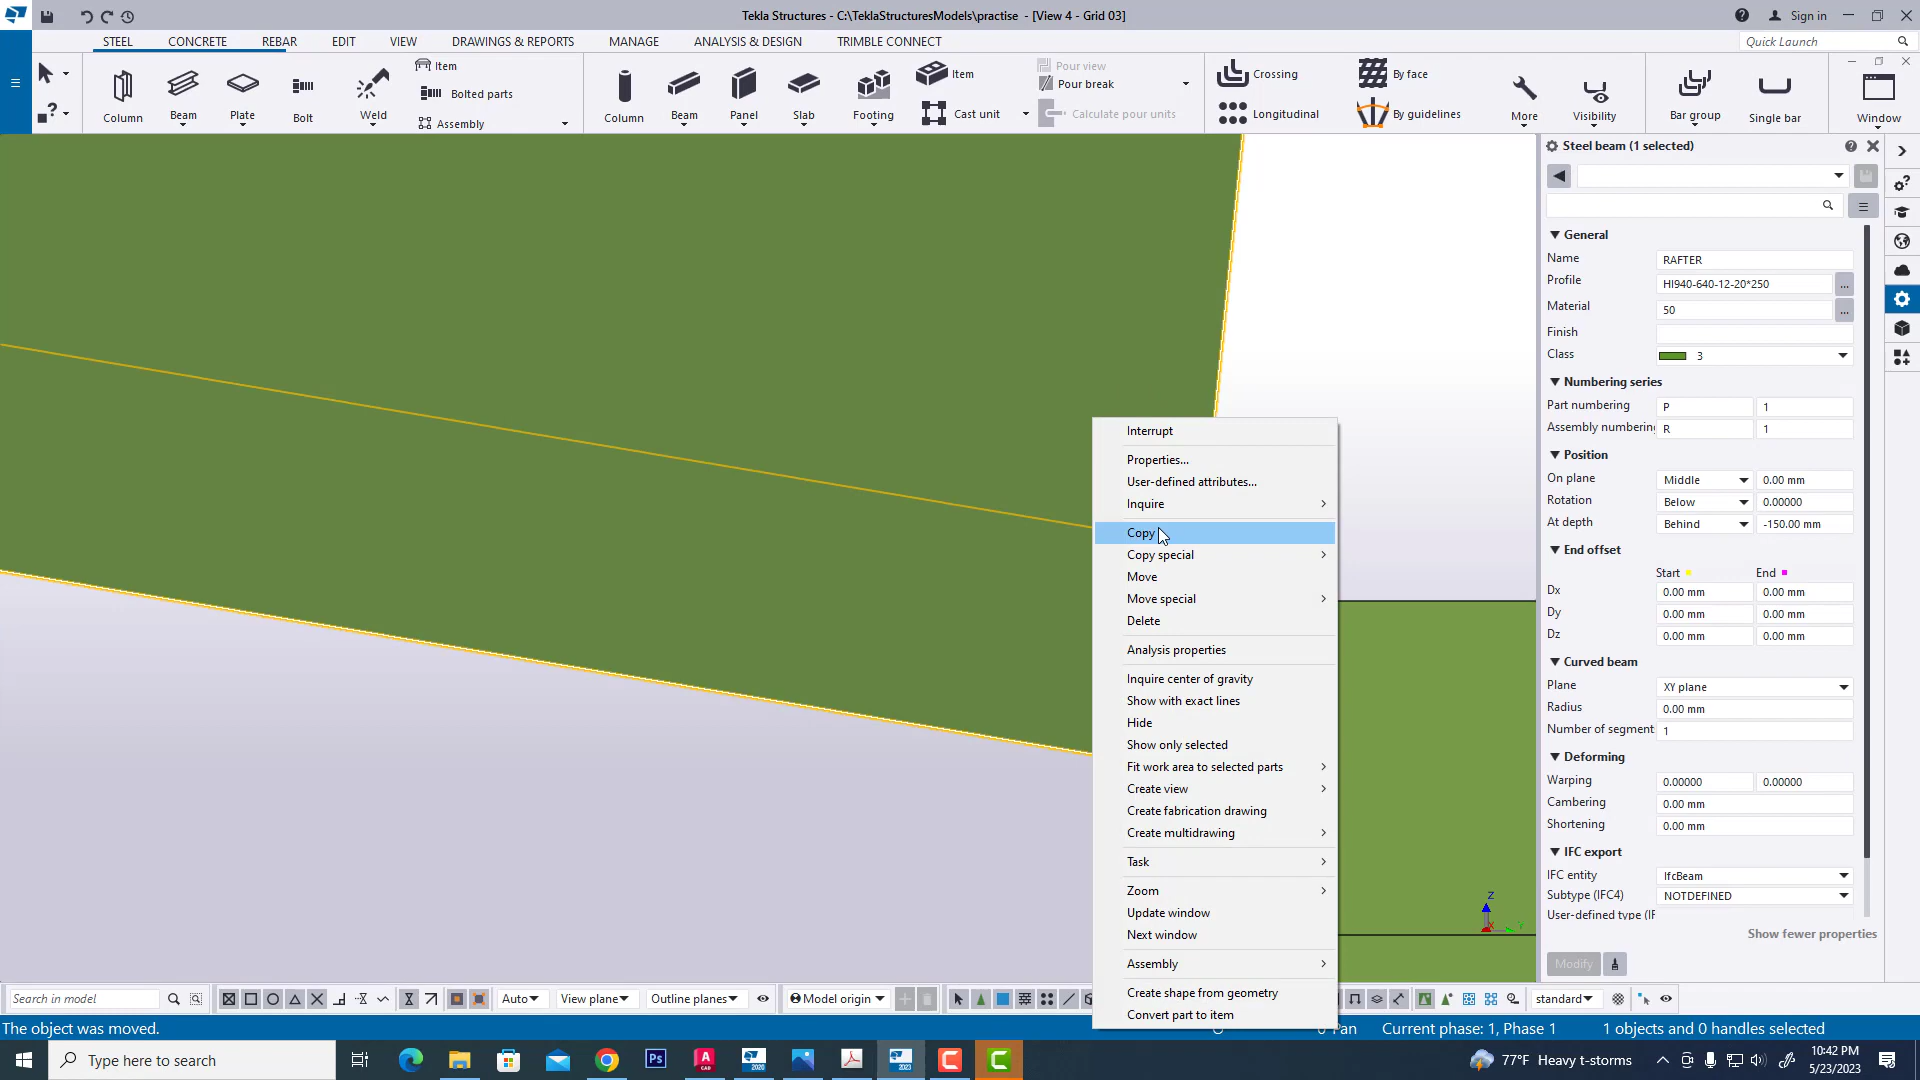 Tekla Structures - C:\TeklaStructuresModels\practise - [View 4 - Grid 03]
Sign in
STEEL CONCRETE REBAR EDIT VIEW DRAWINGS & REPORTS MANAGE ANALYSIS & DESIGN TRIMBLE CONNECT
Quick Launch
Column Beam Plate Bolt Weld
Item
Bolted parts
Assembly
Column Beam Panel Slab Footing
Item
Cast unit
Pour view
Pour break
Calculate pour units
Crossing
Longitudinal
By face
By guidelines
More Visibility
Bar group Single bar
Window
Steel beam (1 selected)
General
Name RAFTER
Profile HI940-640-12-20*250 ...
Material 50 ...
Finish
Class 3
Numbering series
Part numbering P 1
Assembly numberin R 1
Position
On plane Middle 0.00 mm
Rotation Below 0.00000
At depth Behind -150.00 mm
End offset
Start End
Dx 0.00 mm 0.00 mm
Dy 0.00 mm 0.00 mm
Dz 0.00 mm 0.00 mm
Curved beam
Plane XY plane
Radius 0.00 mm
Number of segment 1
Deforming
Warping 0.00000 0.00000
Cambering 0.00 mm
Shortening 0.00 mm
IFC export
IFC entity IfcBeam
Subtype (IFC4) NOTDEFINED
User-defined type (IF
Show fewer properties
Modify
Interrupt
Properties...
User-defined attributes...
Inquire
Copy
Copy special
Move
Move special
Delete
Analysis properties
Inquire center of gravity
Show with exact lines
Hide
Show only selected
Fit work area to selected parts
Create view
Create fabrication drawing
Create multidrawing
Task
Zoom
Update window
Next window
Assembly
Create shape from geometry
Convert part to item
Z
Search in model
Auto View plane Outline planes Model origin
standard
The object was moved.
Pan Current phase: 1, Phase 1 1 objects and 0 handles selected
Type here to search
Ps
A
CAD
2020
2023
C
C
77°F Heavy t-storms
10:42 PM
5/23/2023